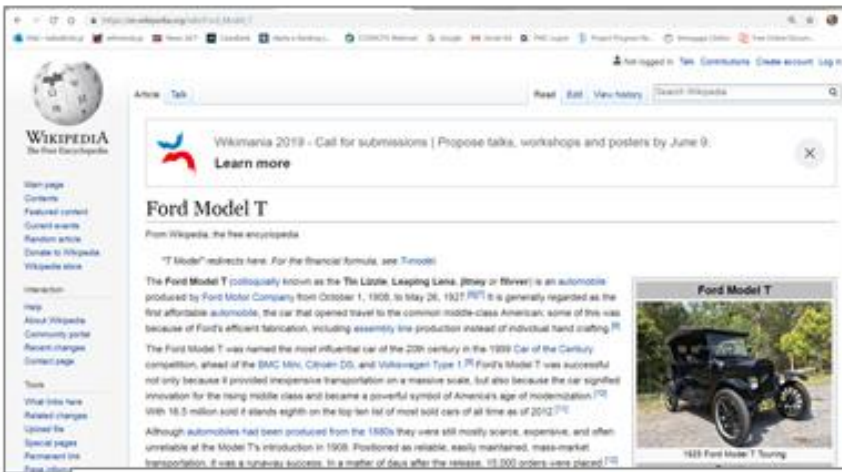 Not logged in Talk Contributions Create account Log in
Article Talk
Read Edit View history Search Wikipedia
WIKIPEDIA
The Free Encyclopedia
Main page
Contents
Featured content
Current events
Random article
Donate to Wikipedia
Wikipedia store
Interaction
Help
About Wikipedia
Community portal
Recent changes
Contact page
Tools
What links here
Related changes
Upload file
Special pages
Permanent link
Page information
Wikimania 2019 - Call for submissions | Propose talks, workshops and posters by June 9.
Learn more
Ford Model T
From Wikipedia, the free encyclopedia
"T Model" redirects here. For the financial formula, see T-model.
The Ford Model T (colloquially known as the Tin Lizzie, Leaping Lena, jitney or flivver) is an automobile
produced by Ford Motor Company from October 1, 1908, to May 26, 1927. It is generally regarded as the
first affordable automobile, the car that opened travel to the common middle-class American; some of this was
because of Ford's efficient fabrication, including assembly line production instead of individual hand crafting.
The Ford Model T was named the most influential car of the 20th century in the 1999 Car of the Century
competition, ahead of the BMC Mini, Citroën DS, and Volkswagen Type 1. Ford's Model T was successful
not only because it provided inexpensive transportation on a massive scale, but also because the car signified
innovation for the rising middle class and became a powerful symbol of America's age of modernization.
With 16.5 million sold it stands eighth on the top ten list of most sold cars of all time as of 2012.
Although automobiles had been produced from the 1880s they were still mostly scarce, expensive, and often
unreliable at the Model T's introduction in 1908. Positioned as reliable, easily maintained, mass-market
transportation, it was a runaway success. In a matter of days after the release, 15,000 orders were placed.
Ford Model T
1925 Ford Model T Touring